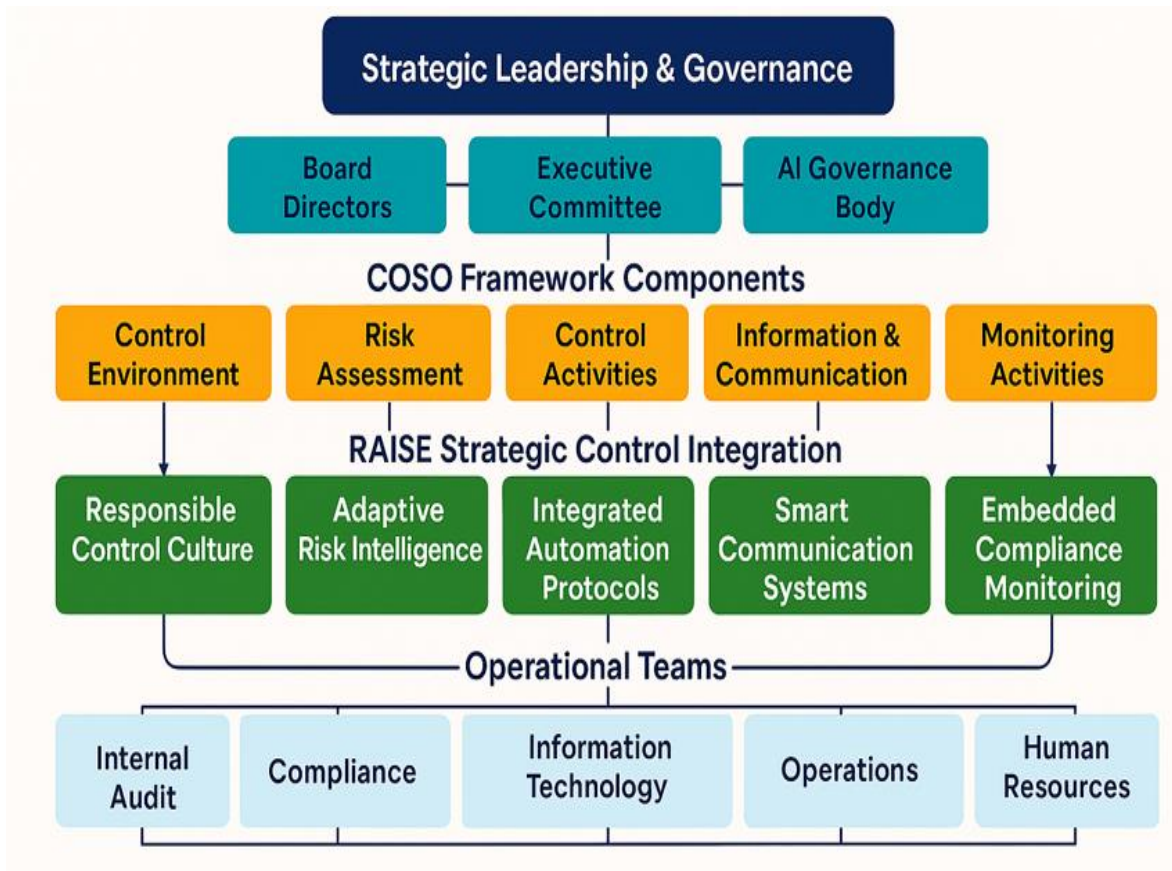 Strategic Leadership & Governance
Board
Directors
Executive
Committee
AI Governance
Body
COSO Framework Components
Control
Environment
Risk
Assessment
Control
Activities
Information &
Communication
Monitoring
Activities
RAISE Strategic Control Integration
Responsible
Control Culture
Adaptive
Risk Intelligence
Integrated
Automation
Protocols
Smart
Communication
Systems
Embedded
Compliance
Monitoring
Operational Teams
Internal
Audit
Compliance
Information
Technology
Operations
Human
Resources